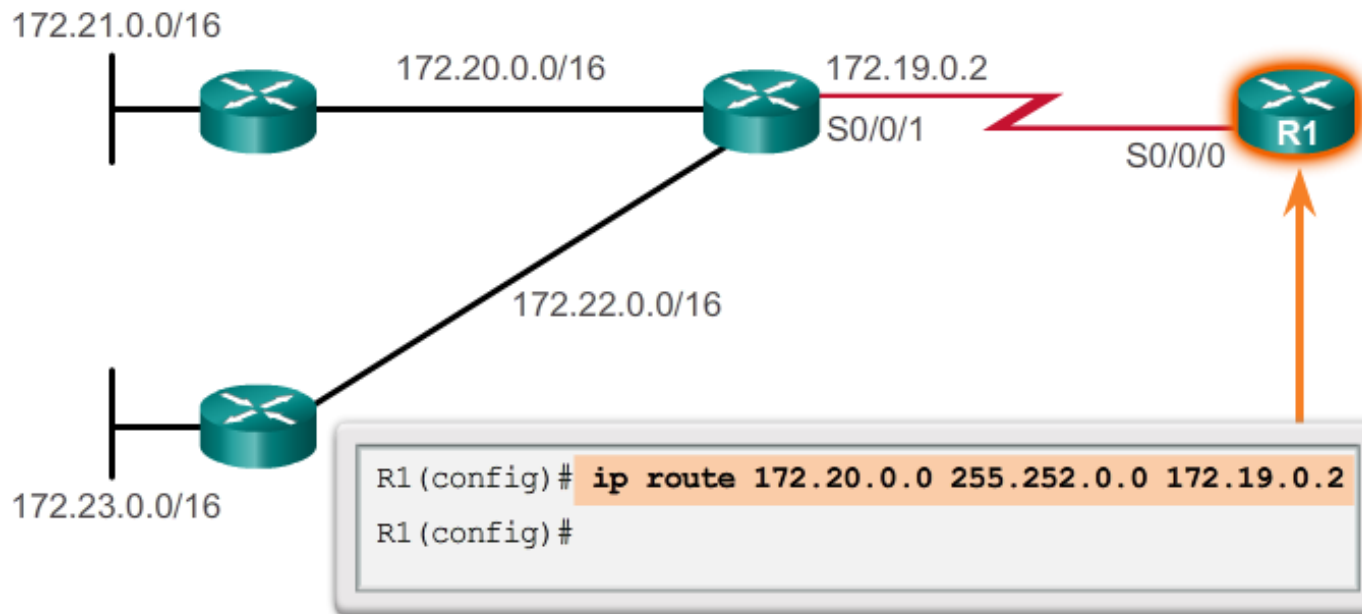 172.21.0.0/16
172.20.0.0/16
172.19.0.2
S0/0/1
S0/0/0
R1
172.22.0.0/16
172.23.0.0/16
R1(config)# ip route 172.20.0.0 255.252.0.0 172.19.0.2
R1(config)#